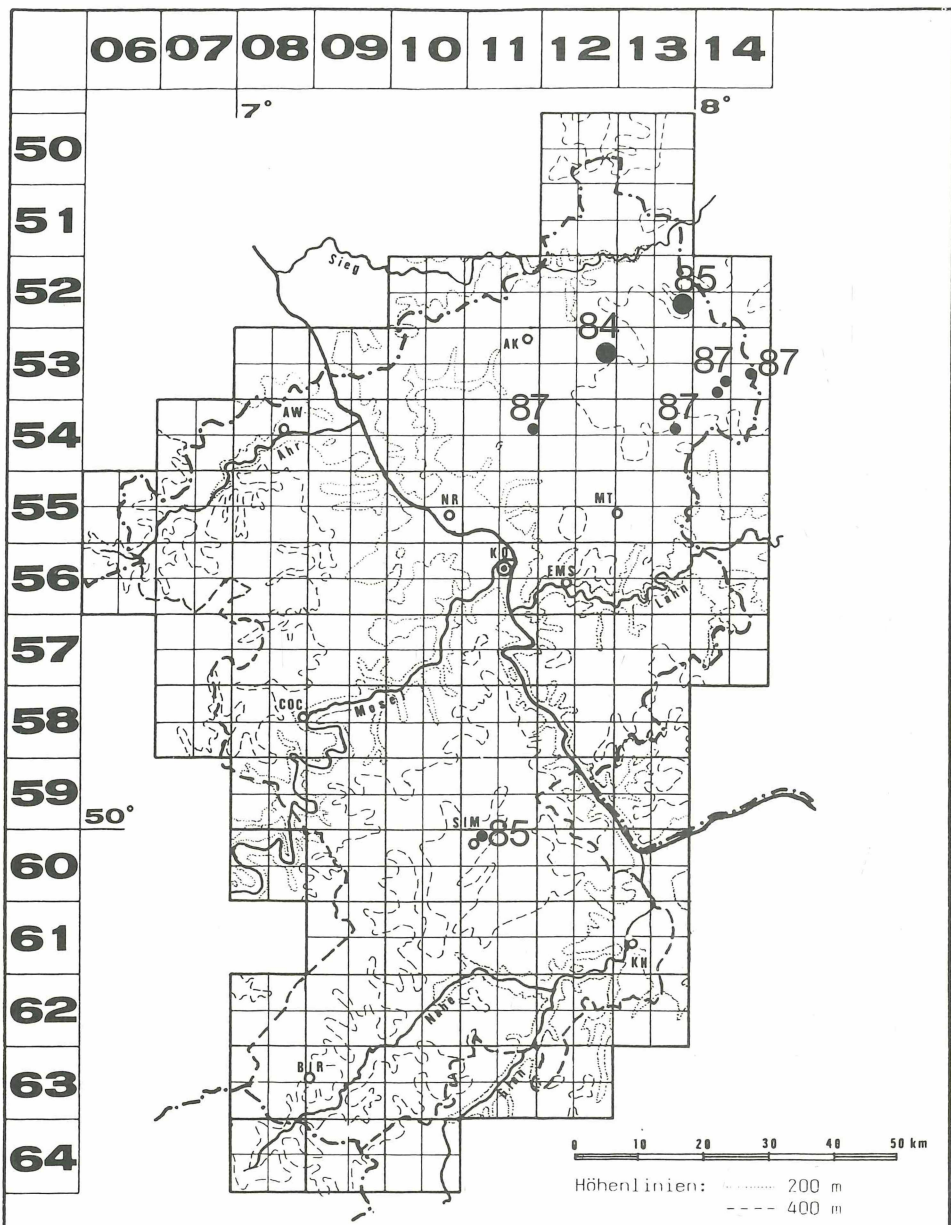 06 07 08 09 10 11 12 13 14
7° 8°
50
51
Sieg
52
85
84
53
AK
87 87
87 87
AW
54
Ahr
55
NR MT
KO
56
EMS
Lahn
57
COC
58
Mosel
59
50°
SIM
85
60
61
KH
62
Nahe
63
BIR
Glan
64
0 10 20 30 40 50 km
Höhenlinien: 200 m
400 m